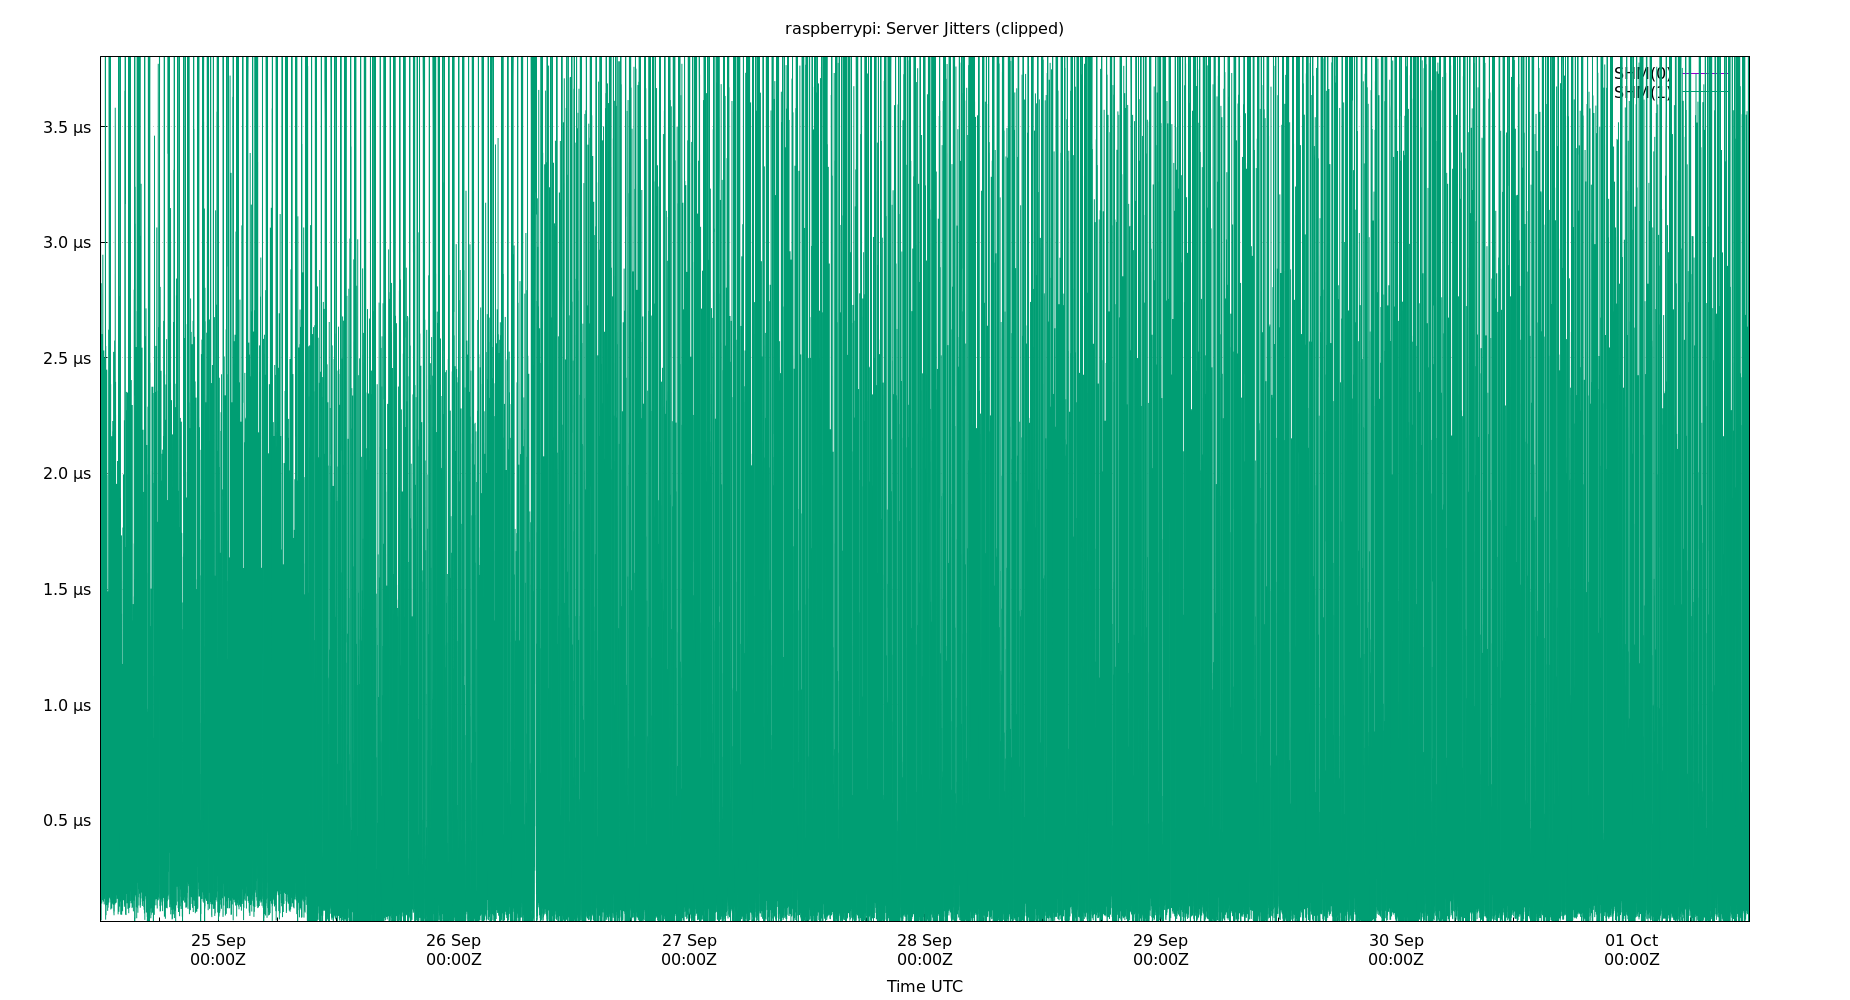 raspberrypi: Server Jitters (clipped)
SHM(0)
SHM(1)
3.5 µs
3.0 µs
2.5 µs
2.0 µs
1.5 µs
1.0 µs
0.5 µs
25 Sep 26 Sep 27 Sep 28 Sep 29 Sep 30 Sep 01 Oct
00:00Z 00:00Z 00:00Z 00:00Z 00:00Z 00:00Z 00:00Z
Time UTC